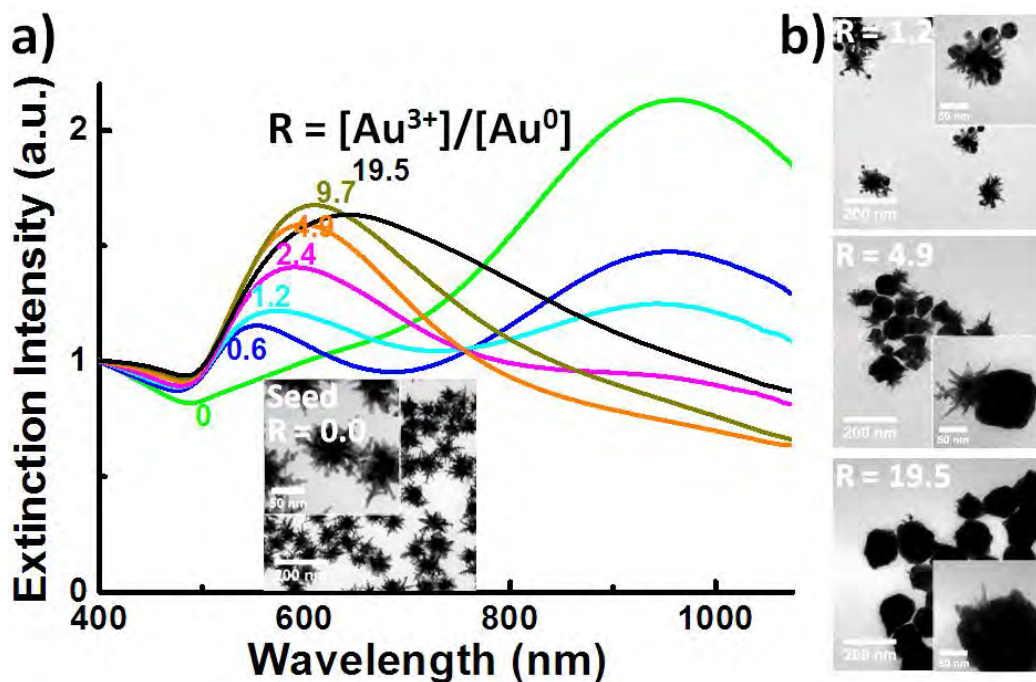 a)
R = [Au³⁺]/[Au⁰]
19.5
9.7
4.9
2.4
1.2
0.6
0
Extinction Intensity (a.u.)
2
1
0
400
600
800
1000
Wavelength (nm)
Seed
R = 0.0
50 nm
200 nm
b)
R = 1.2
50 nm
200 nm
R = 4.9
50 nm
200 nm
R = 19.5
50 nm
200 nm